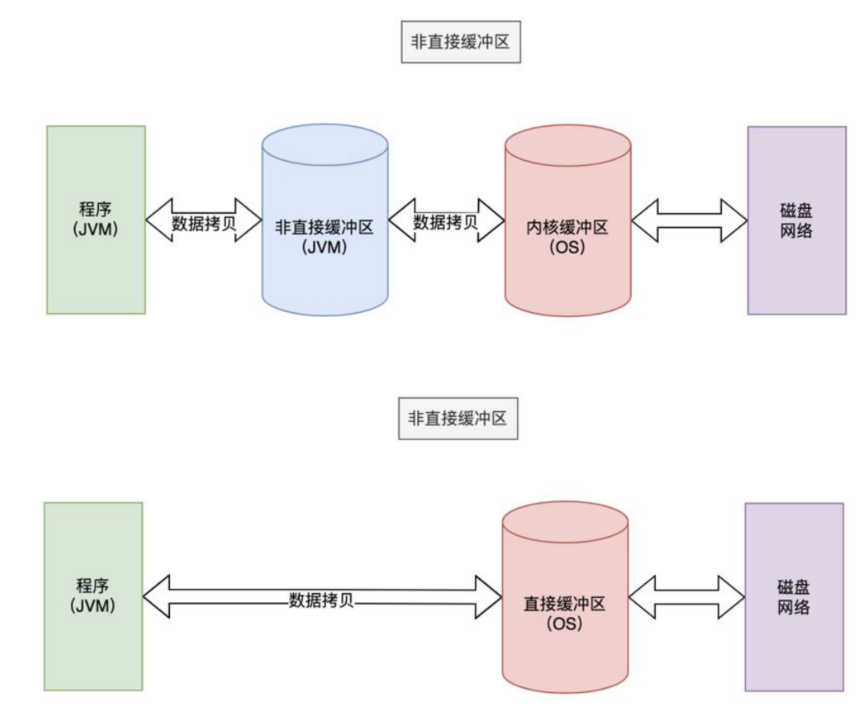 非直接缓冲区
程序
（JVM）
数据拷贝
非直接缓冲区
（JVM）
数据拷贝
内核缓冲区
（OS）
磁盘
网络
非直接缓冲区
程序
（JVM）
数据拷贝
直接缓冲区
（OS）
磁盘
网络